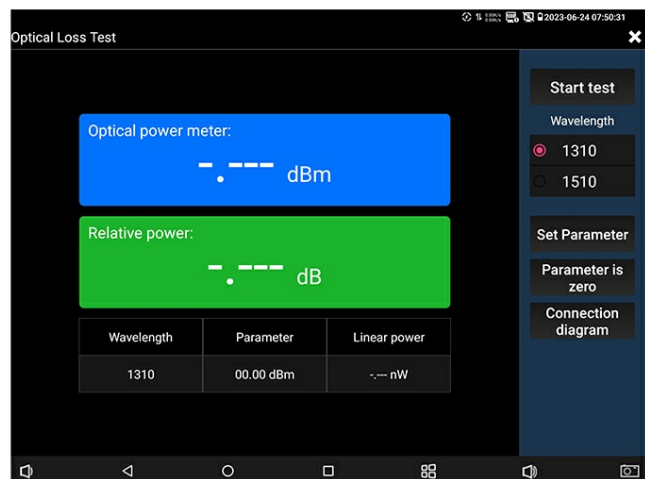 2023-06-24 07:50:31
Optical Loss Test
Start test
Wavelength
1310
1510
Set Parameter
Parameter is
zero
Connection
diagram
Optical power meter:
-.--- dBm
Relative power:
-.--- dB
Wavelength Parameter Linear power
1310 00.00 dBm -.--- nW